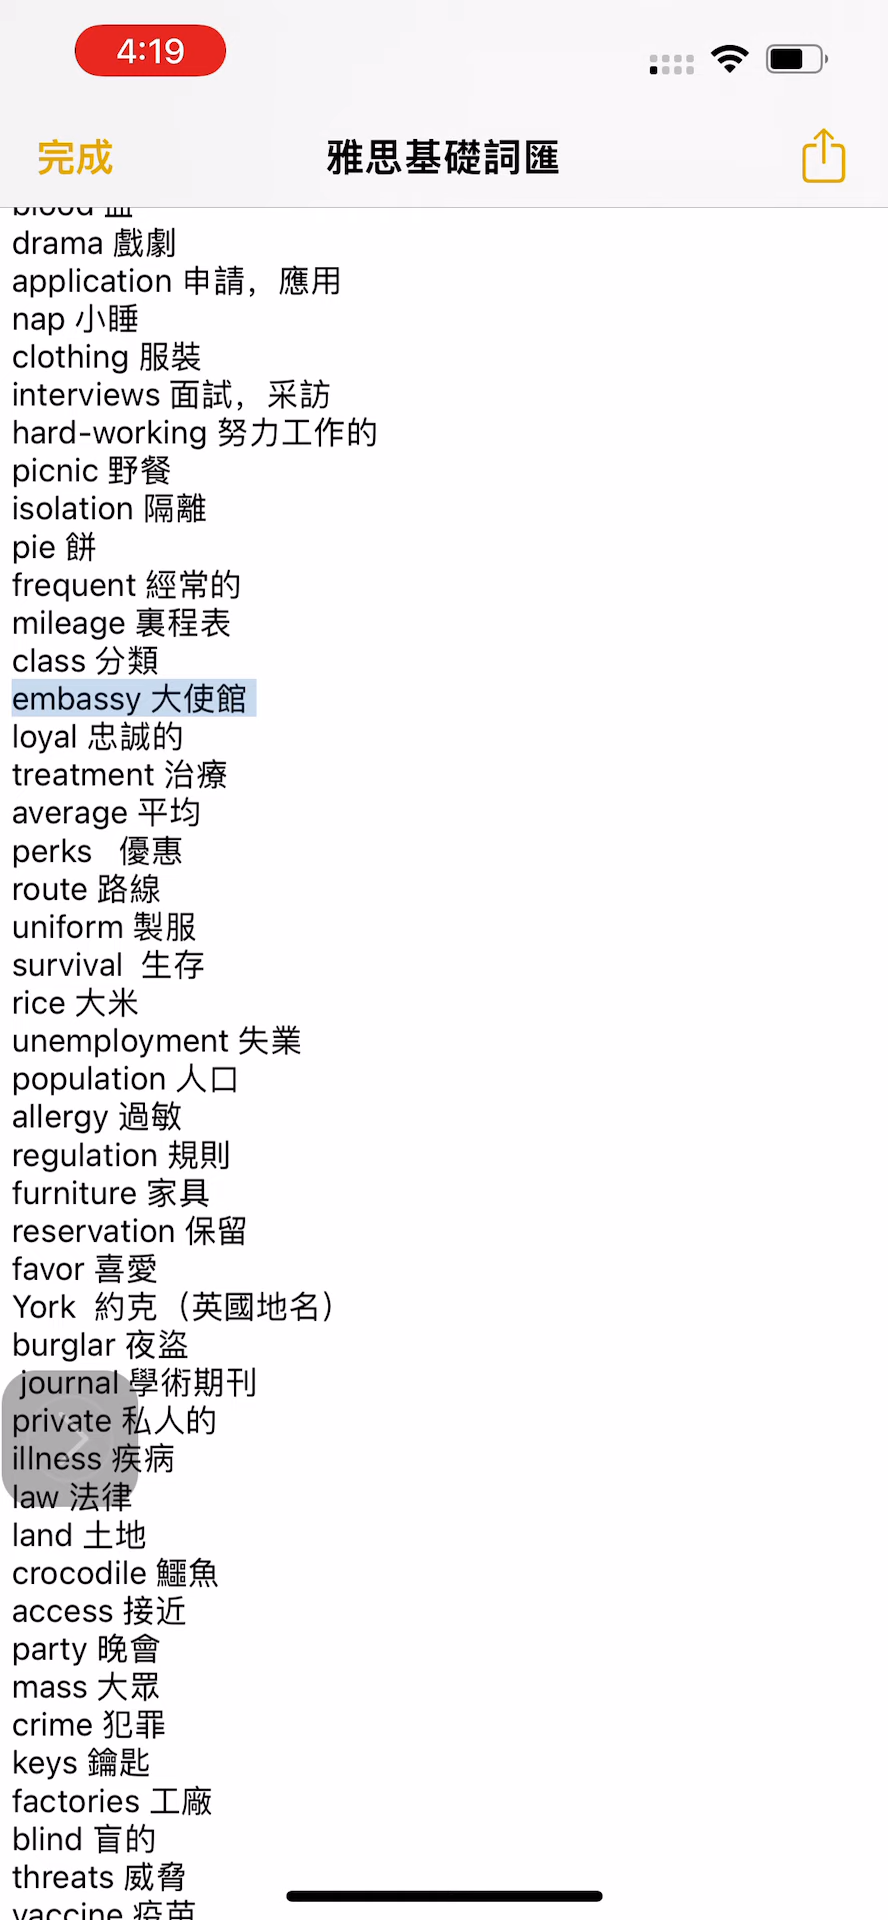 4:19
完成
雅思基礎詞匯
blood 血
drama 戲劇
application 申請，應用
nap 小睡
clothing 服裝
interviews 面試，采訪
hard-working 努力工作的
picnic 野餐
isolation 隔離
pie 餅
frequent 經常的
mileage 裏程表
class 分類
embassy 大使館
loyal 忠誠的
treatment 治療
average 平均
perks 優惠
route 路線
uniform 製服
survival 生存
rice 大米
unemployment 失業
population 人口
allergy 過敏
regulation 規則
furniture 家具
reservation 保留
favor 喜愛
York 約克（英國地名）
burglar 夜盜
journal 學術期刊
private 私人的
illness 疾病
law 法律
land 土地
crocodile 鱷魚
access 接近
party 晚會
mass 大眾
crime 犯罪
keys 鑰匙
factories 工廠
blind 盲的
threats 威脅
vaccine 疫苗